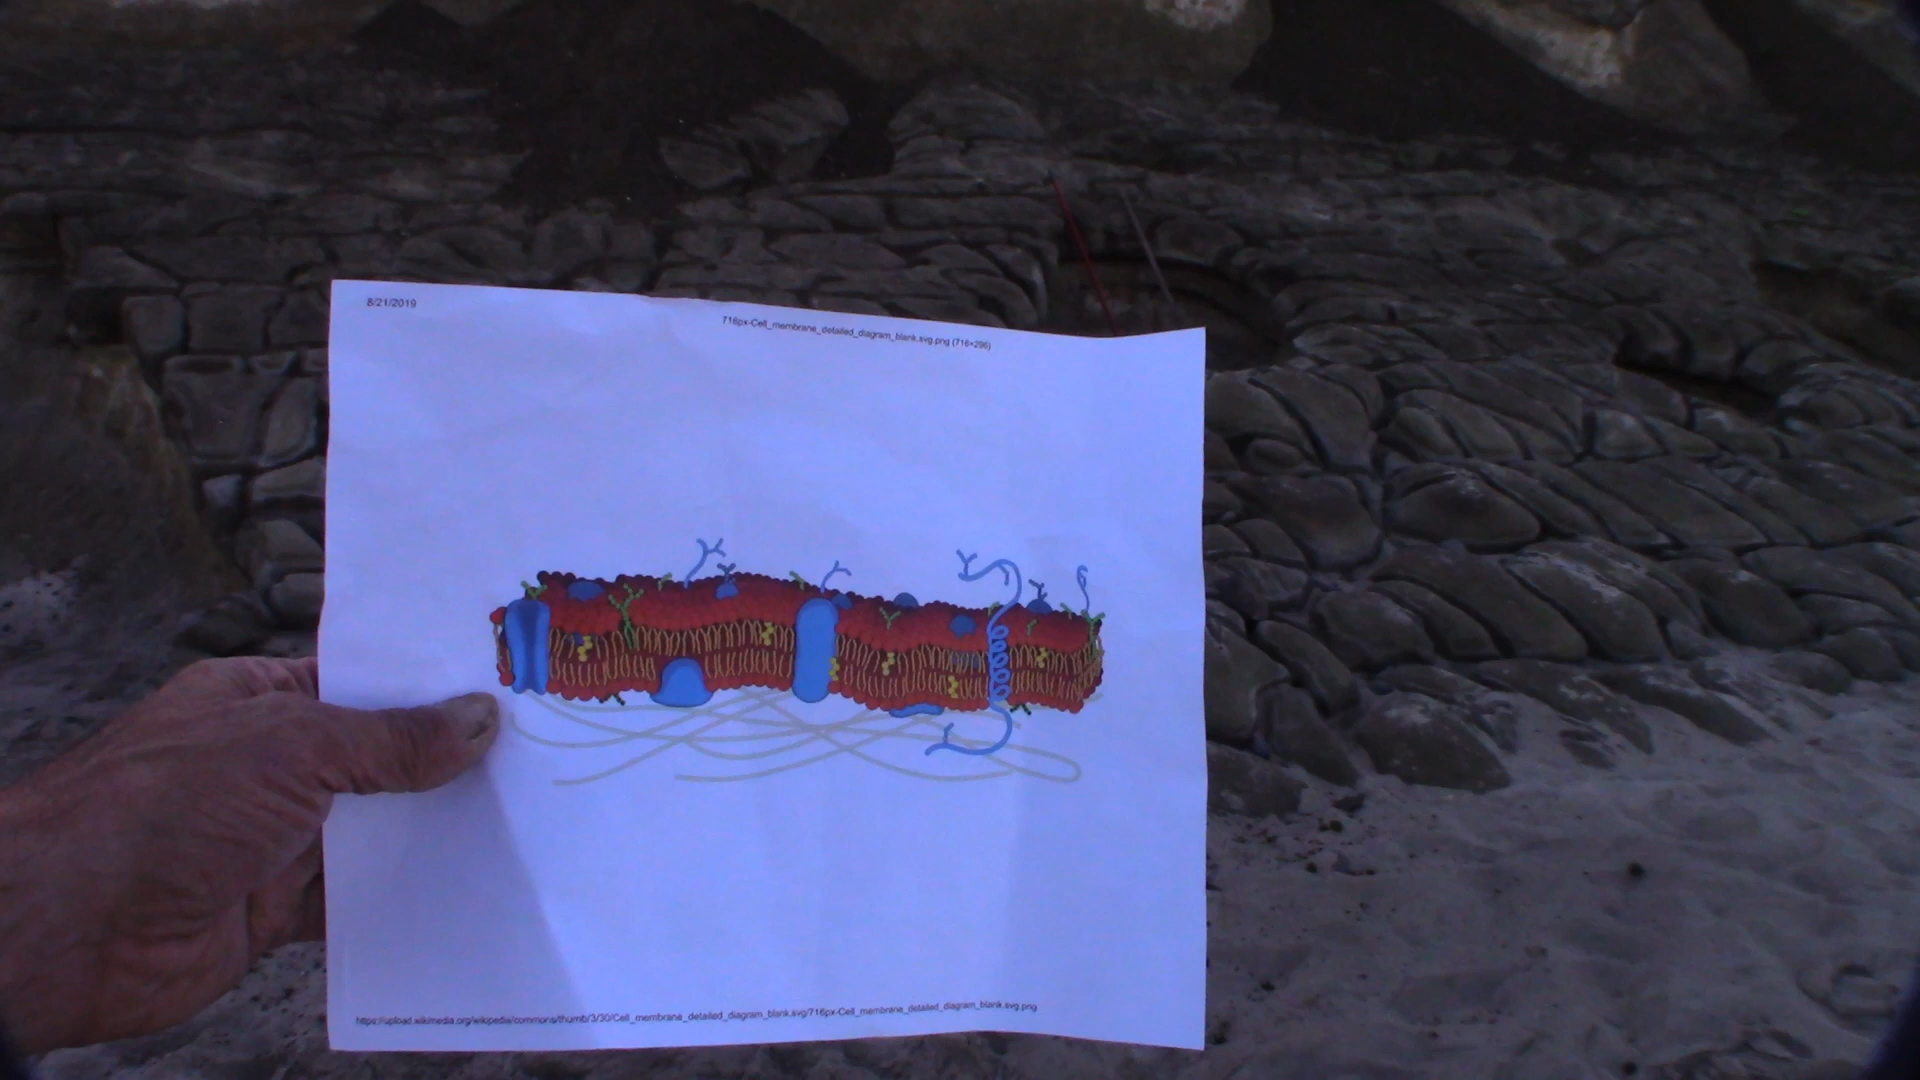 8/21/2019
716px-Cell_membrane_detailed_diagram_blank.svg.png (716×296)
https://upload.wikimedia.org/wikipedia/commons/thumb/3/30/Cell_membrane_detailed_diagram_blank.svg/716px-Cell_membrane_detailed_diagram_blank.svg.png